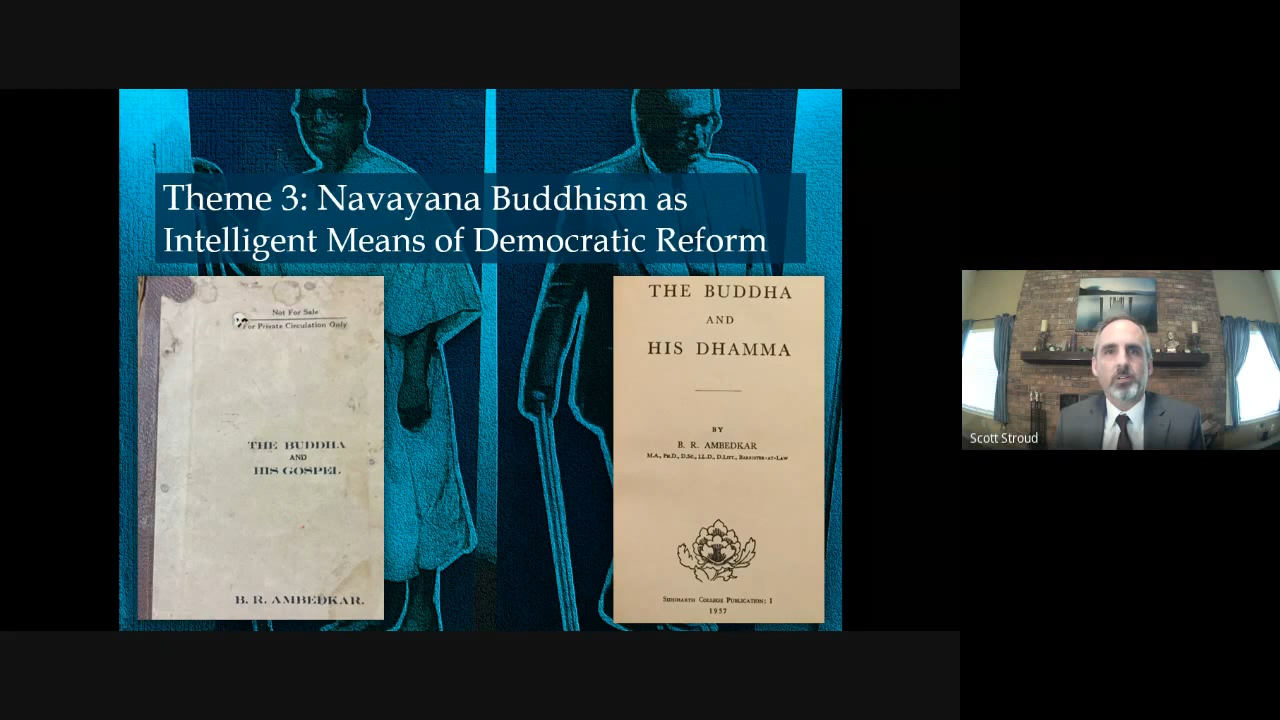 Theme 3: Navayana Buddhism as
Intelligent Means of Democratic Reform
Not For Sale
For Private Circulation Only
THE BUDDHA
AND
HIS GOSPEL
B. R. AMBEDKAR.
THE BUDDHA
AND
HIS DHAMMA
BY
B. R. AMBEDKAR
M.A., PH.D., D.SC., LL.D., D.LITT., BARRISTER-AT-LAW
SIDDHARTH COLLEGE PUBLICATION: 1
1957
Scott Stroud